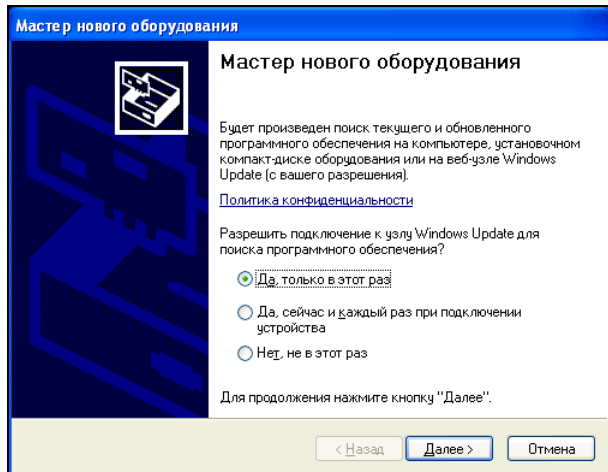 Мастер нового оборудования
Мастер нового оборудования
Будет произведен поиск текущего и обновленного
программного обеспечения на компьютере, установочном
компакт-диске оборудования или на веб-узле Windows
Update (с вашего разрешения).
Политика конфиденциальности
Разрешить подключение к узлу Windows Update для
поиска программного обеспечения?
Да, только в этот раз
Да, сейчас и каждый раз при подключении
устройства
Нет, не в этот раз
Для продолжения нажмите кнопку "Далее".
< Назад Далее > Отмена